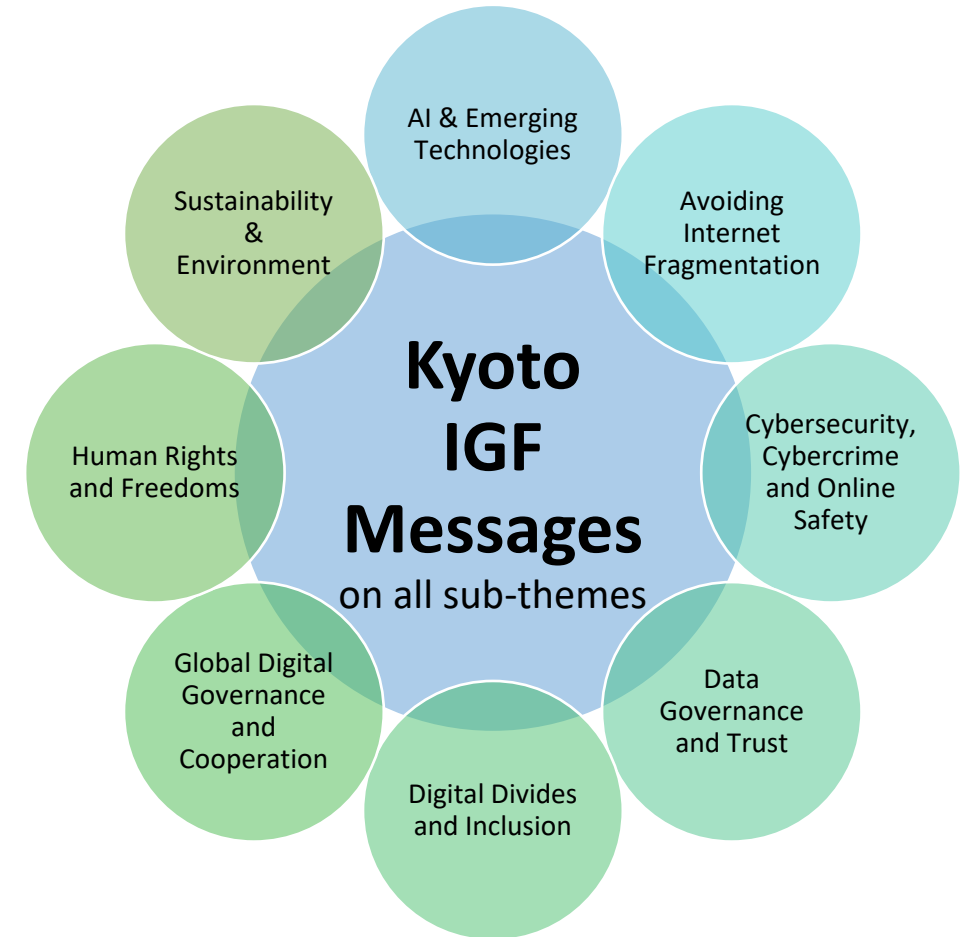 AI & Emerging
Technologies
Avoiding
Internet
Fragmentation
Cybersecurity,
Cybercrime
and Online
Safety
Data
Governance
and Trust
Digital Divides
and Inclusion
Global Digital
Governance
and
Cooperation
Human Rights
and Freedoms
Sustainability
&
Environment
Kyoto
IGF
Messages
on all sub-themes